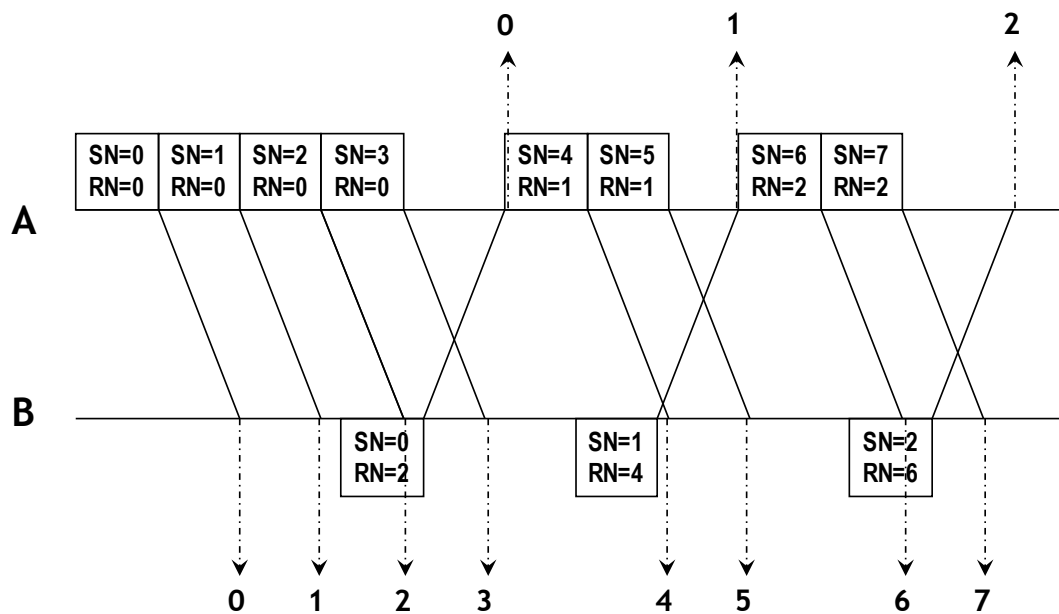 0 1 2
SN=0 SN=1 SN=2 SN=3 SN=4 SN=5 SN=6 SN=7
RN=0 RN=0 RN=0 RN=0 RN=1 RN=1 RN=2 RN=2
A
B
SN=0 SN=1 SN=2
RN=2 RN=4 RN=6
0 1 2 3 4 5 6 7